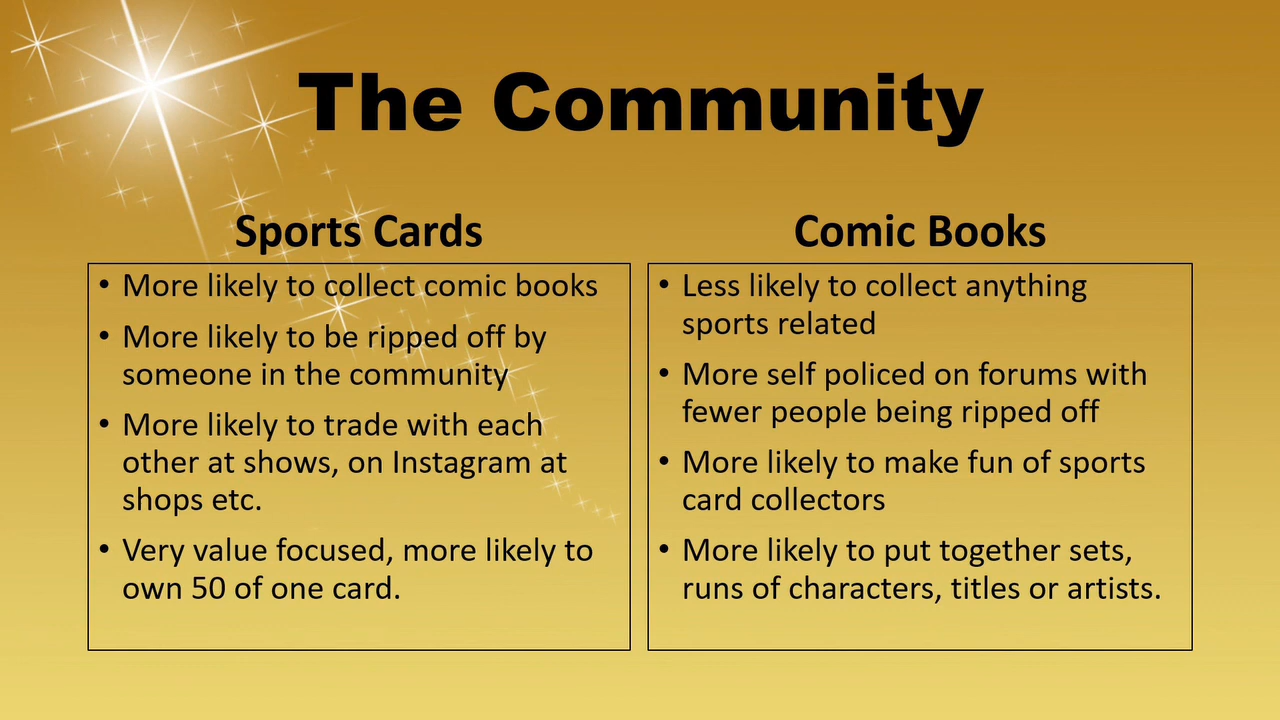 The Community
Sports Cards
• More likely to collect comic books
• More likely to be ripped off by
someone in the community
• More likely to trade with each
other at shows, on Instagram at
shops etc.
• Very value focused, more likely to
own 50 of one card.
Comic Books
• Less likely to collect anything
sports related
• More self policed on forums with
fewer people being ripped off
• More likely to make fun of sports
card collectors
• More likely to put together sets,
runs of characters, titles or artists.